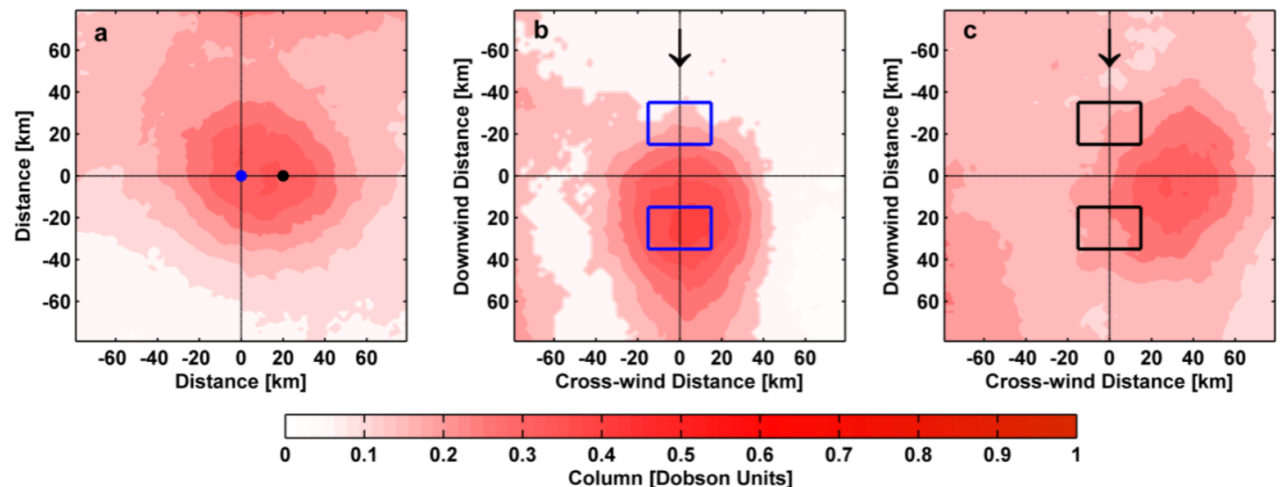 a
60
40
20
0
-20
-40
-60
Distance [km]
-60 -40 -20 0 20 40 60
Distance [km]
b
-60
-40
-20
0
20
40
60
Downwind Distance [km]
-60 -40 -20 0 20 40 60
Cross-wind Distance [km]
c
-60
-40
-20
0
20
40
60
Downwind Distance [km]
-60 -40 -20 0 20 40 60
Cross-wind Distance [km]
0 0.1 0.2 0.3 0.4 0.5 0.6 0.7 0.8 0.9 1
Column [Dobson Units]